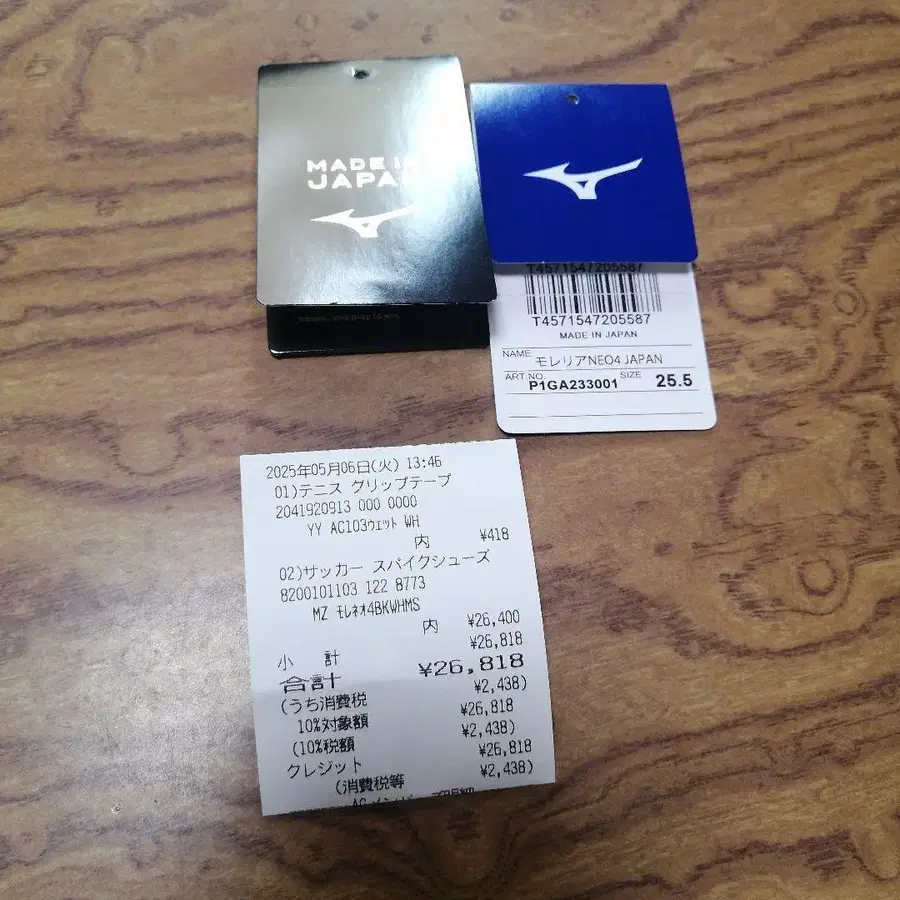 MADE IN
JAPAN
T4571547205587
T4571547205587
MADE IN JAPAN
NAME モレリアNEO4 JAPAN
ART NO. P1GA233001 SIZE 25.5
2025年05月06日(火) 13:46
01)テニス グリップテープ
2041920913 000 0000
YY AC103ウェット WH
内 ¥418
02)サッカー スパイクシューズ
8200101103 122 8773
MZ モレネオ4BKWHMS
内 ¥26,400
小 計 ¥26,818
合計 ¥26,818
(うち消費税 ¥2,438)
10%対象額 ¥26,818
(10%税額 ¥2,438)
クレジット ¥26,818
(消費税等 ¥2,438)